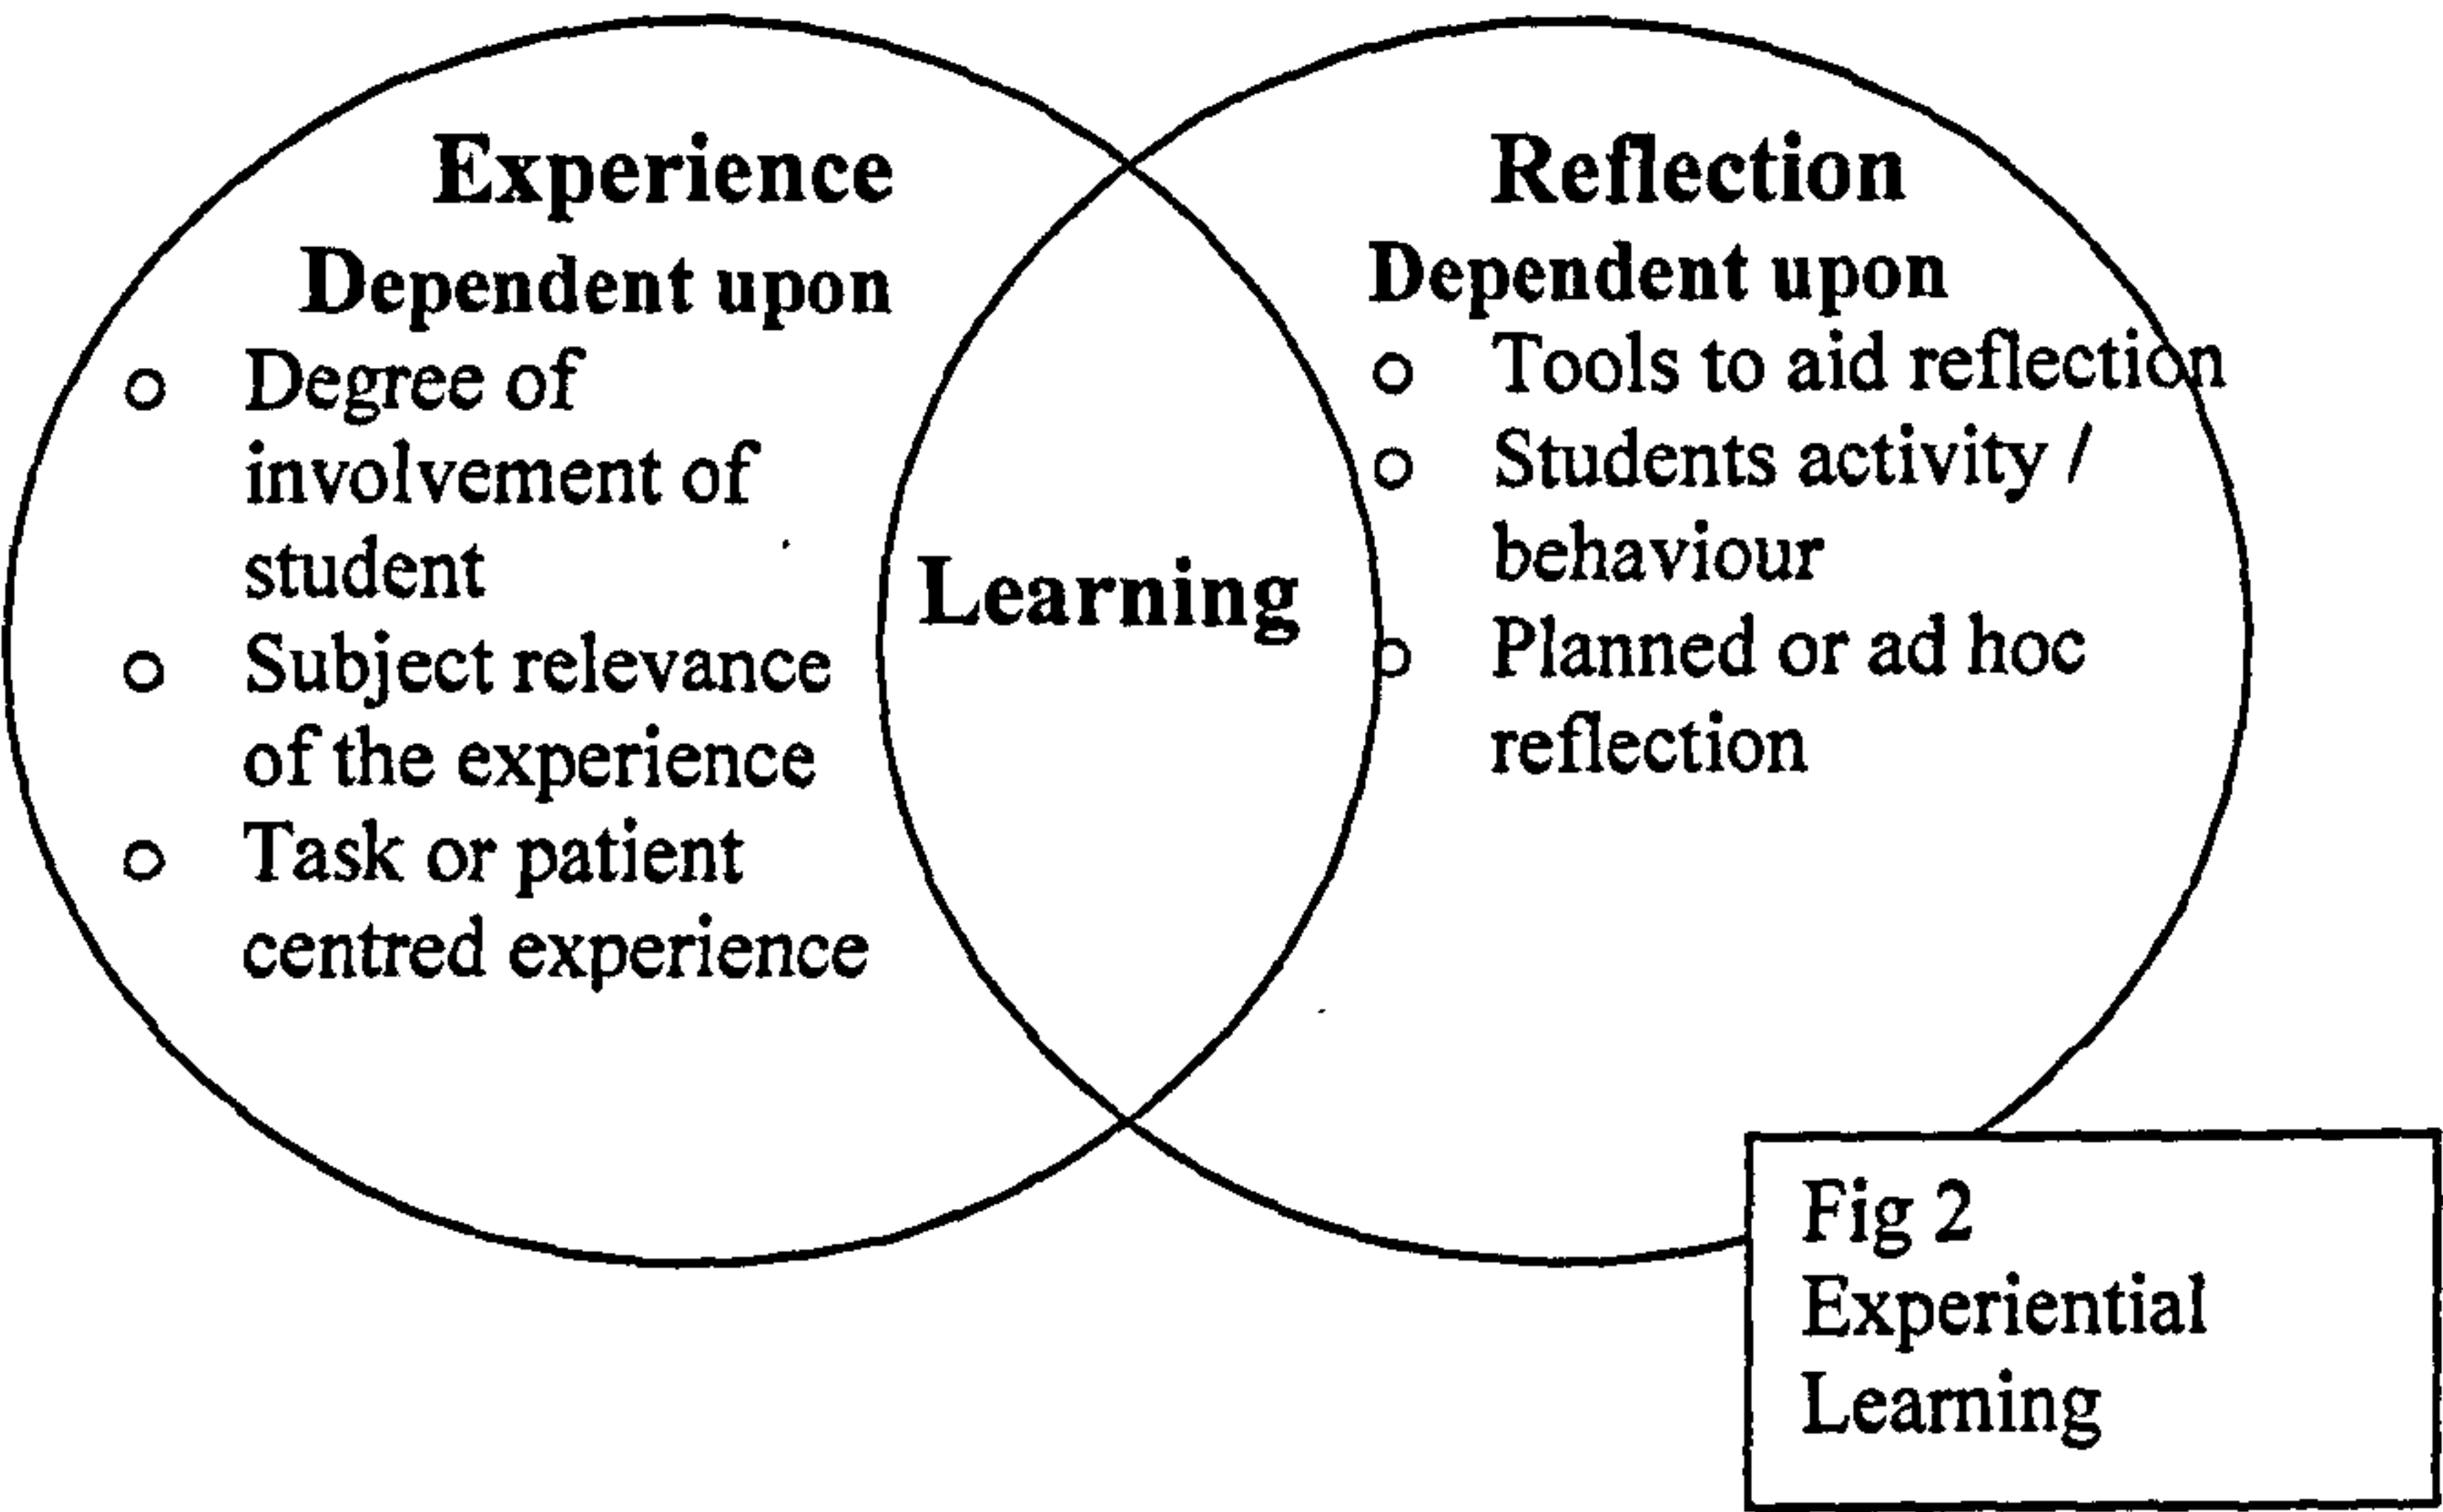 Experience
Dependent upon
o Degree of
involvement of
student
o Subject relevance
of the experience
o Task or patient
centred experience
Learning
Reflection
Dependent upon
o Tools to aid reflection
o Students activity /
behaviour
o Planned or ad hoc
reflection
Fig 2
Experiential
Learning